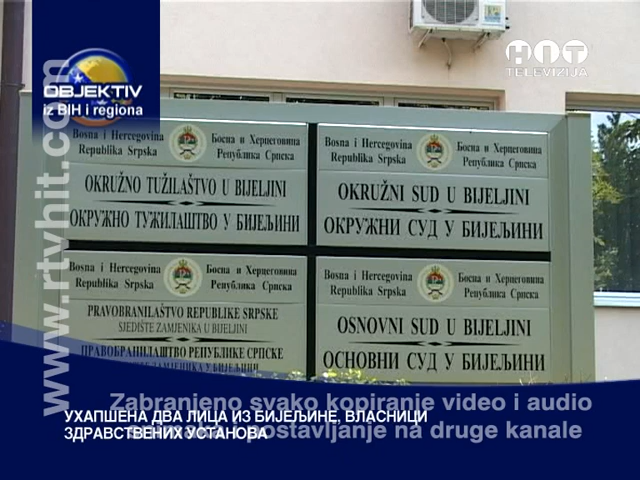 OBJEKTIV
iz BIH i regiona
HIT
TELEVIZIJA
www.rtvhit.com
Bosna i Hercegovina
Republika Srpska
Босна и Херцеговина
Република Српска
OKRUŽNO TUŽILAŠTVO U BIJELJINI
ОКРУЖНО ТУЖИЛАШТВО У БИЈЕЉИНИ
Bosna i Hercegovina
Republika Srpska
Босна и Херцеговина
Република Српска
OKRUŽNI SUD U BIJELJINI
ОКРУЖНИ СУД У БИЈЕЉИНИ
Bosna i Hercegovina
Republika Srpska
Босна и Херцеговина
Република Српска
PRAVOBRANILAŠTVO REPUBLIKE SRPSKE
SJEDIŠTE ZAMJENIKA U BIJELJINI
ПРАВОБРАНИЛАШТВО РЕПУБЛИКЕ СРПСКЕ
ЗАМЈЕНИКА У БИЈЕЉИНИ
Bosna i Hercegovina
Republika Srpska
Босна и Херцеговина
Република Српска
OSNOVNI SUD U BIJELJINI
ОСНОВНИ СУД У БИЈЕЉИНИ
Zabranjeno svako kopiranje video i audio
i postavljanje na druge kanale
УХАПШЕНА ДВА ЛИЦА ИЗ БИЈЕЉИНЕ, ВЛАСНИЦИ
ЗДРАВСТВЕНИХ УСТАНОВА